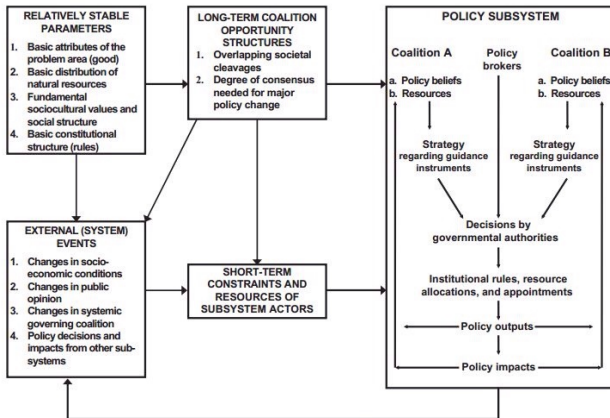 RELATIVELY STABLE
PARAMETERS
1. Basic attributes of the
problem area (good)
2. Basic distribution of
natural resources
3. Fundamental
sociocultural values and
social structure
4. Basic constitutional
structure (rules)
LONG-TERM COALITION
OPPORTUNITY
STRUCTURES
1. Overlapping societal
cleavages
2. Degree of consensus
needed for major
policy change
EXTERNAL (SYSTEM)
EVENTS
1. Changes in socio-
economic conditions
2. Changes in public
opinion
3. Changes in systemic
governing coalition
4. Policy decisions and
impacts from other sub-
systems
SHORT-TERM
CONSTRAINTS AND
RESOURCES OF
SUBSYSTEM ACTORS
POLICY SUBSYSTEM
Coalition A
a. Policy beliefs
b. Resources
Policy
brokers
Coalition B
a. Policy beliefs
b. Resources
Strategy
regarding guidance
instruments
Strategy
regarding guidance
instruments
Decisions by
governmental authorities
Institutional rules, resource
allocations, and appointments
Policy outputs
Policy impacts